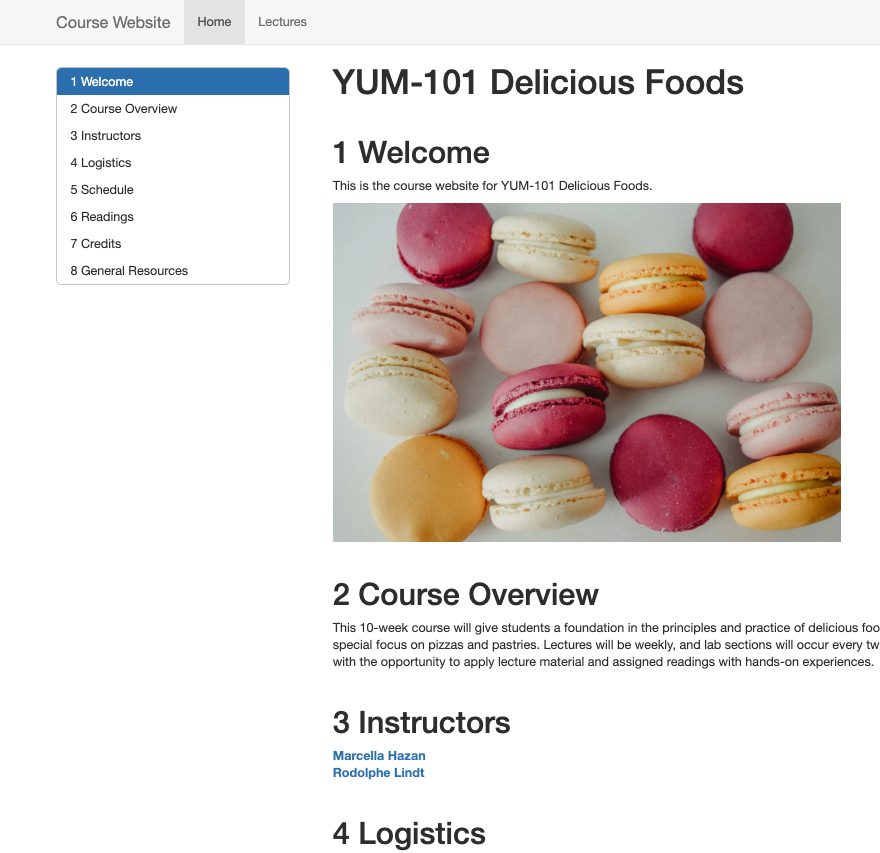 Course Website Home Lectures
1 Welcome
2 Course Overview
3 Instructors
4 Logistics
5 Schedule
6 Readings
7 Credits
8 General Resources
YUM-101 Delicious Foods
1 Welcome
This is the course website for YUM-101 Delicious Foods.
2 Course Overview
This 10-week course will give students a foundation in the principles and practice of delicious foo
special focus on pizzas and pastries. Lectures will be weekly, and lab sections will occur every tw
with the opportunity to apply lecture material and assigned readings with hands-on experiences.
3 Instructors
Marcella Hazan
Rodolphe Lindt
4 Logistics